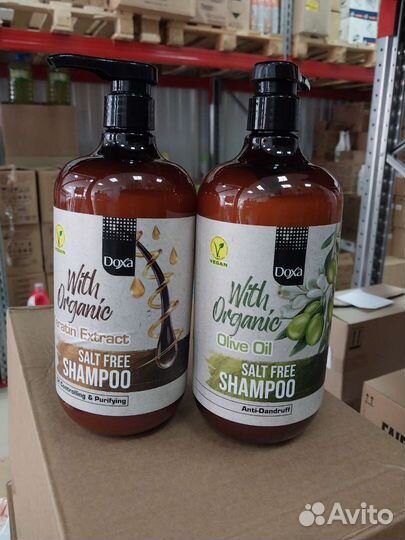 VEGAN
Doxa
With
Organic
Extract
SALT FREE
SHAMPOO
Controlling & Purifying
VEGAN
Doxa
With
Organic
Olive Oil
SALT FREE
SHAMPOO
Anti-Dandruff
Avito